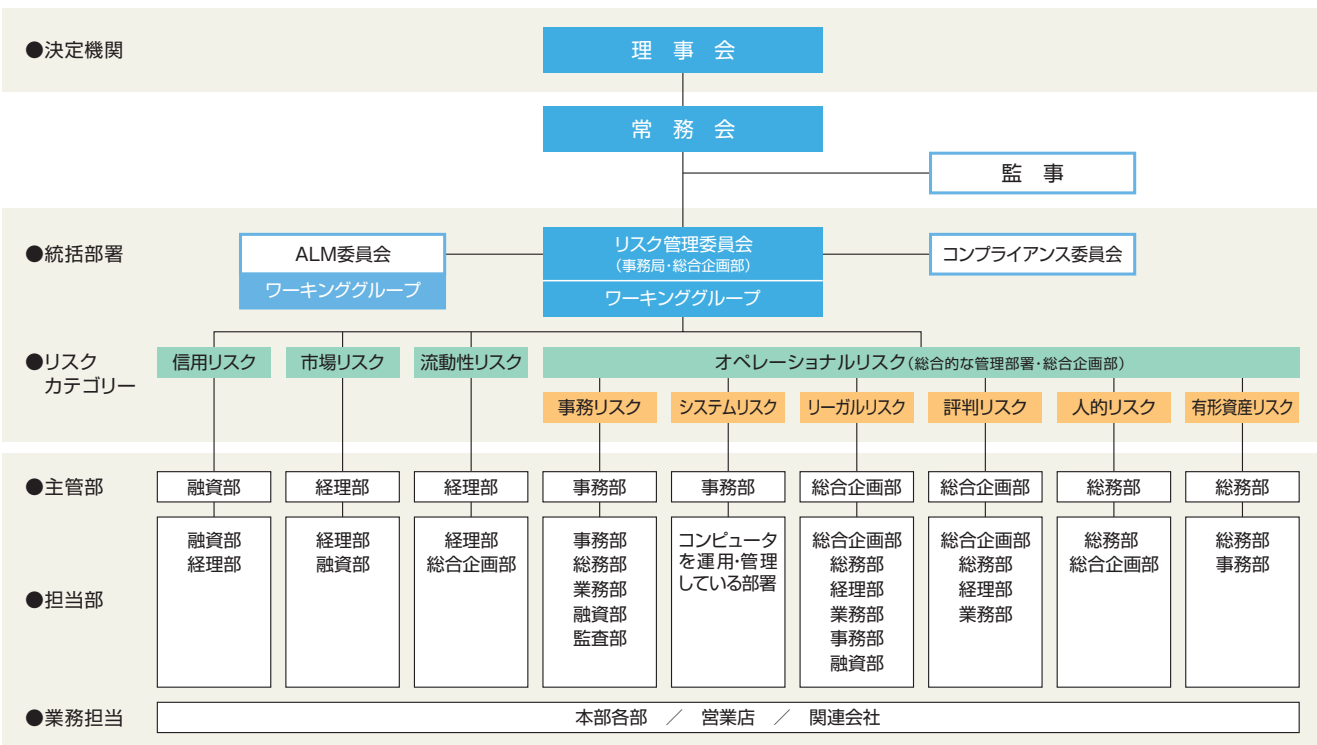 ●決定機関
理 事 会
常 務 会
監 事
●統括部署
ALM委員会
ワーキンググループ
リスク管理委員会
(事務局・総合企画部)
ワーキンググループ
コンプライアンス委員会
●リスク
カテゴリー
信用リスク
市場リスク
流動性リスク
オペレーショナルリスク(総合的な管理部署・総合企画部)
事務リスク
システムリスク
リーガルリスク
評判リスク
人的リスク
有形資産リスク
●主管部
融資部
経理部
経理部
事務部
事務部
総合企画部
総合企画部
総務部
総務部
●担当部
融資部
経理部
経理部
融資部
経理部
総合企画部
事務部
総務部
業務部
融資部
監査部
コンピュータ
を運用・管理
している部署
総合企画部
総務部
経理部
業務部
事務部
融資部
総合企画部
総務部
経理部
業務部
総務部
総合企画部
総務部
事務部
●業務担当
本部各部 / 営業店 / 関連会社